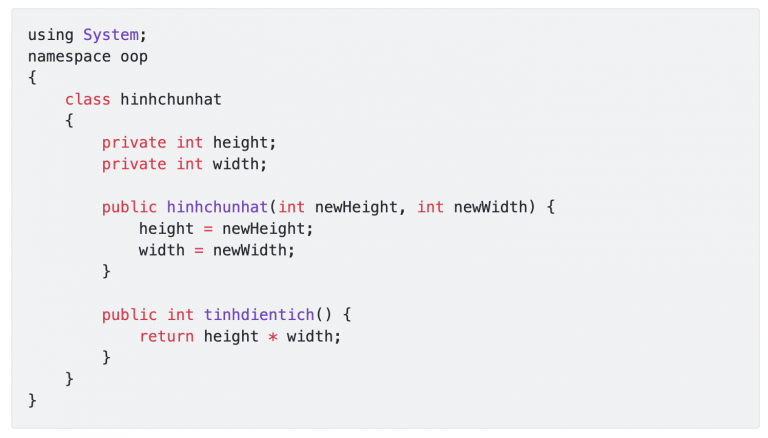 using System;
namespace oop
{
    class hinhchunhat
    {
        private int height;
        private int width;

        public hinhchunhat(int newHeight, int newWidth) {
            height = newHeight;
            width = newWidth;
        }

        public int tinhdientich() {
            return height * width;
        }
    }
}